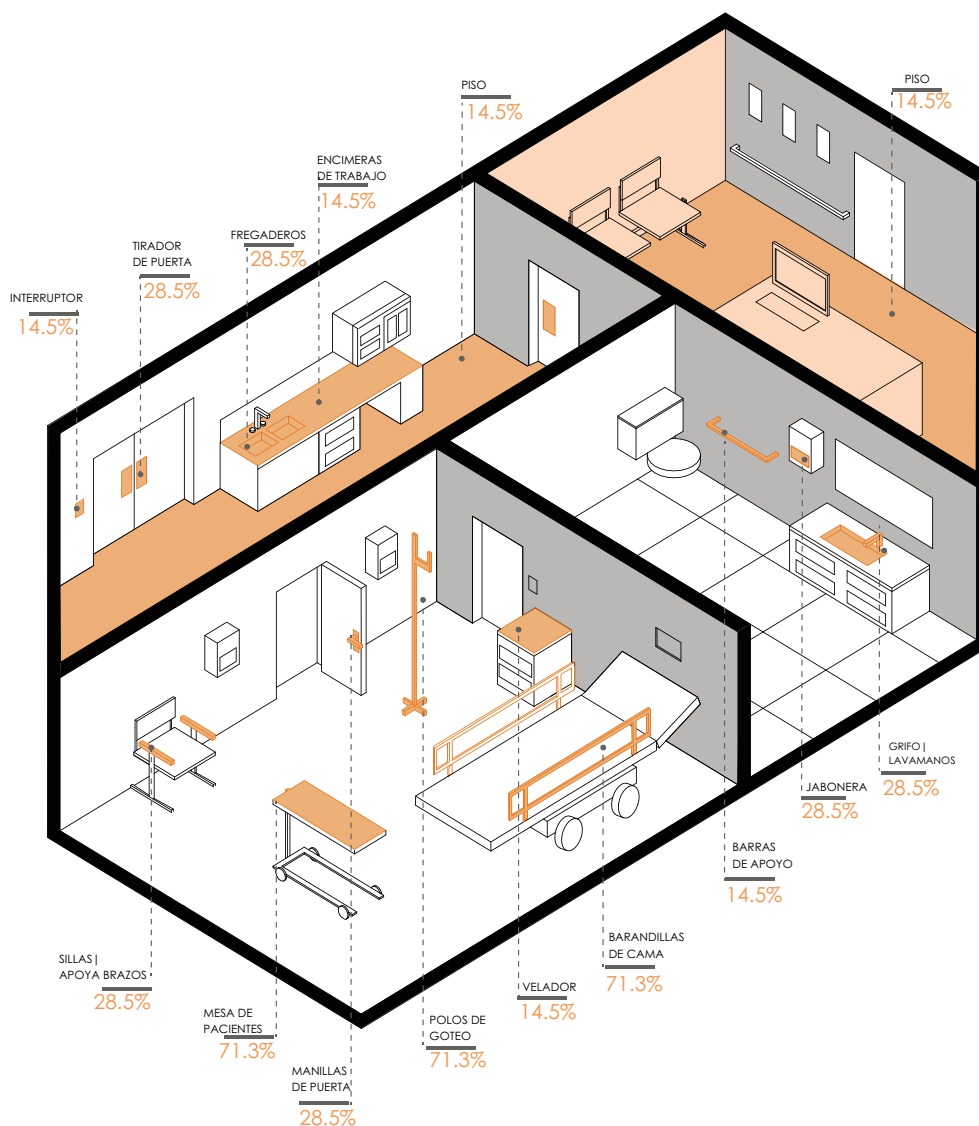 PISO
14.5%
PISO
14.5%
ENCIMERAS
DE TRABAJO
14.5%
FREGADEROS
28.5%
TIRADOR
DE PUERTA
28.5%
INTERRUPTOR
14.5%
GRIFO |
LAVAMANOS
28.5%
JABONERA
28.5%
BARRAS
DE APOYO
14.5%
BARANDILLAS
DE CAMA
71.3%
VELADOR
14.5%
SILLAS |
APOYA BRAZOS
28.5%
MESA DE
PACIENTES
71.3%
POLOS DE
GOTEO
71.3%
MANILLAS
DE PUERTA
28.5%